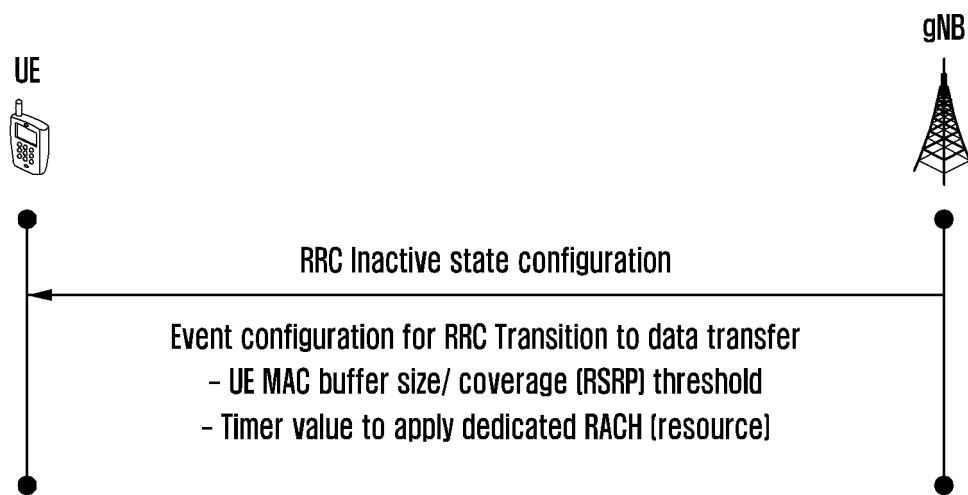 gNB
UE
RRC Inactive state configuration
Event configuration for RRC Transition to data transfer
- UE MAC buffer size/ coverage (RSRP) threshold
- Timer value to apply dedicated RACH (resource)